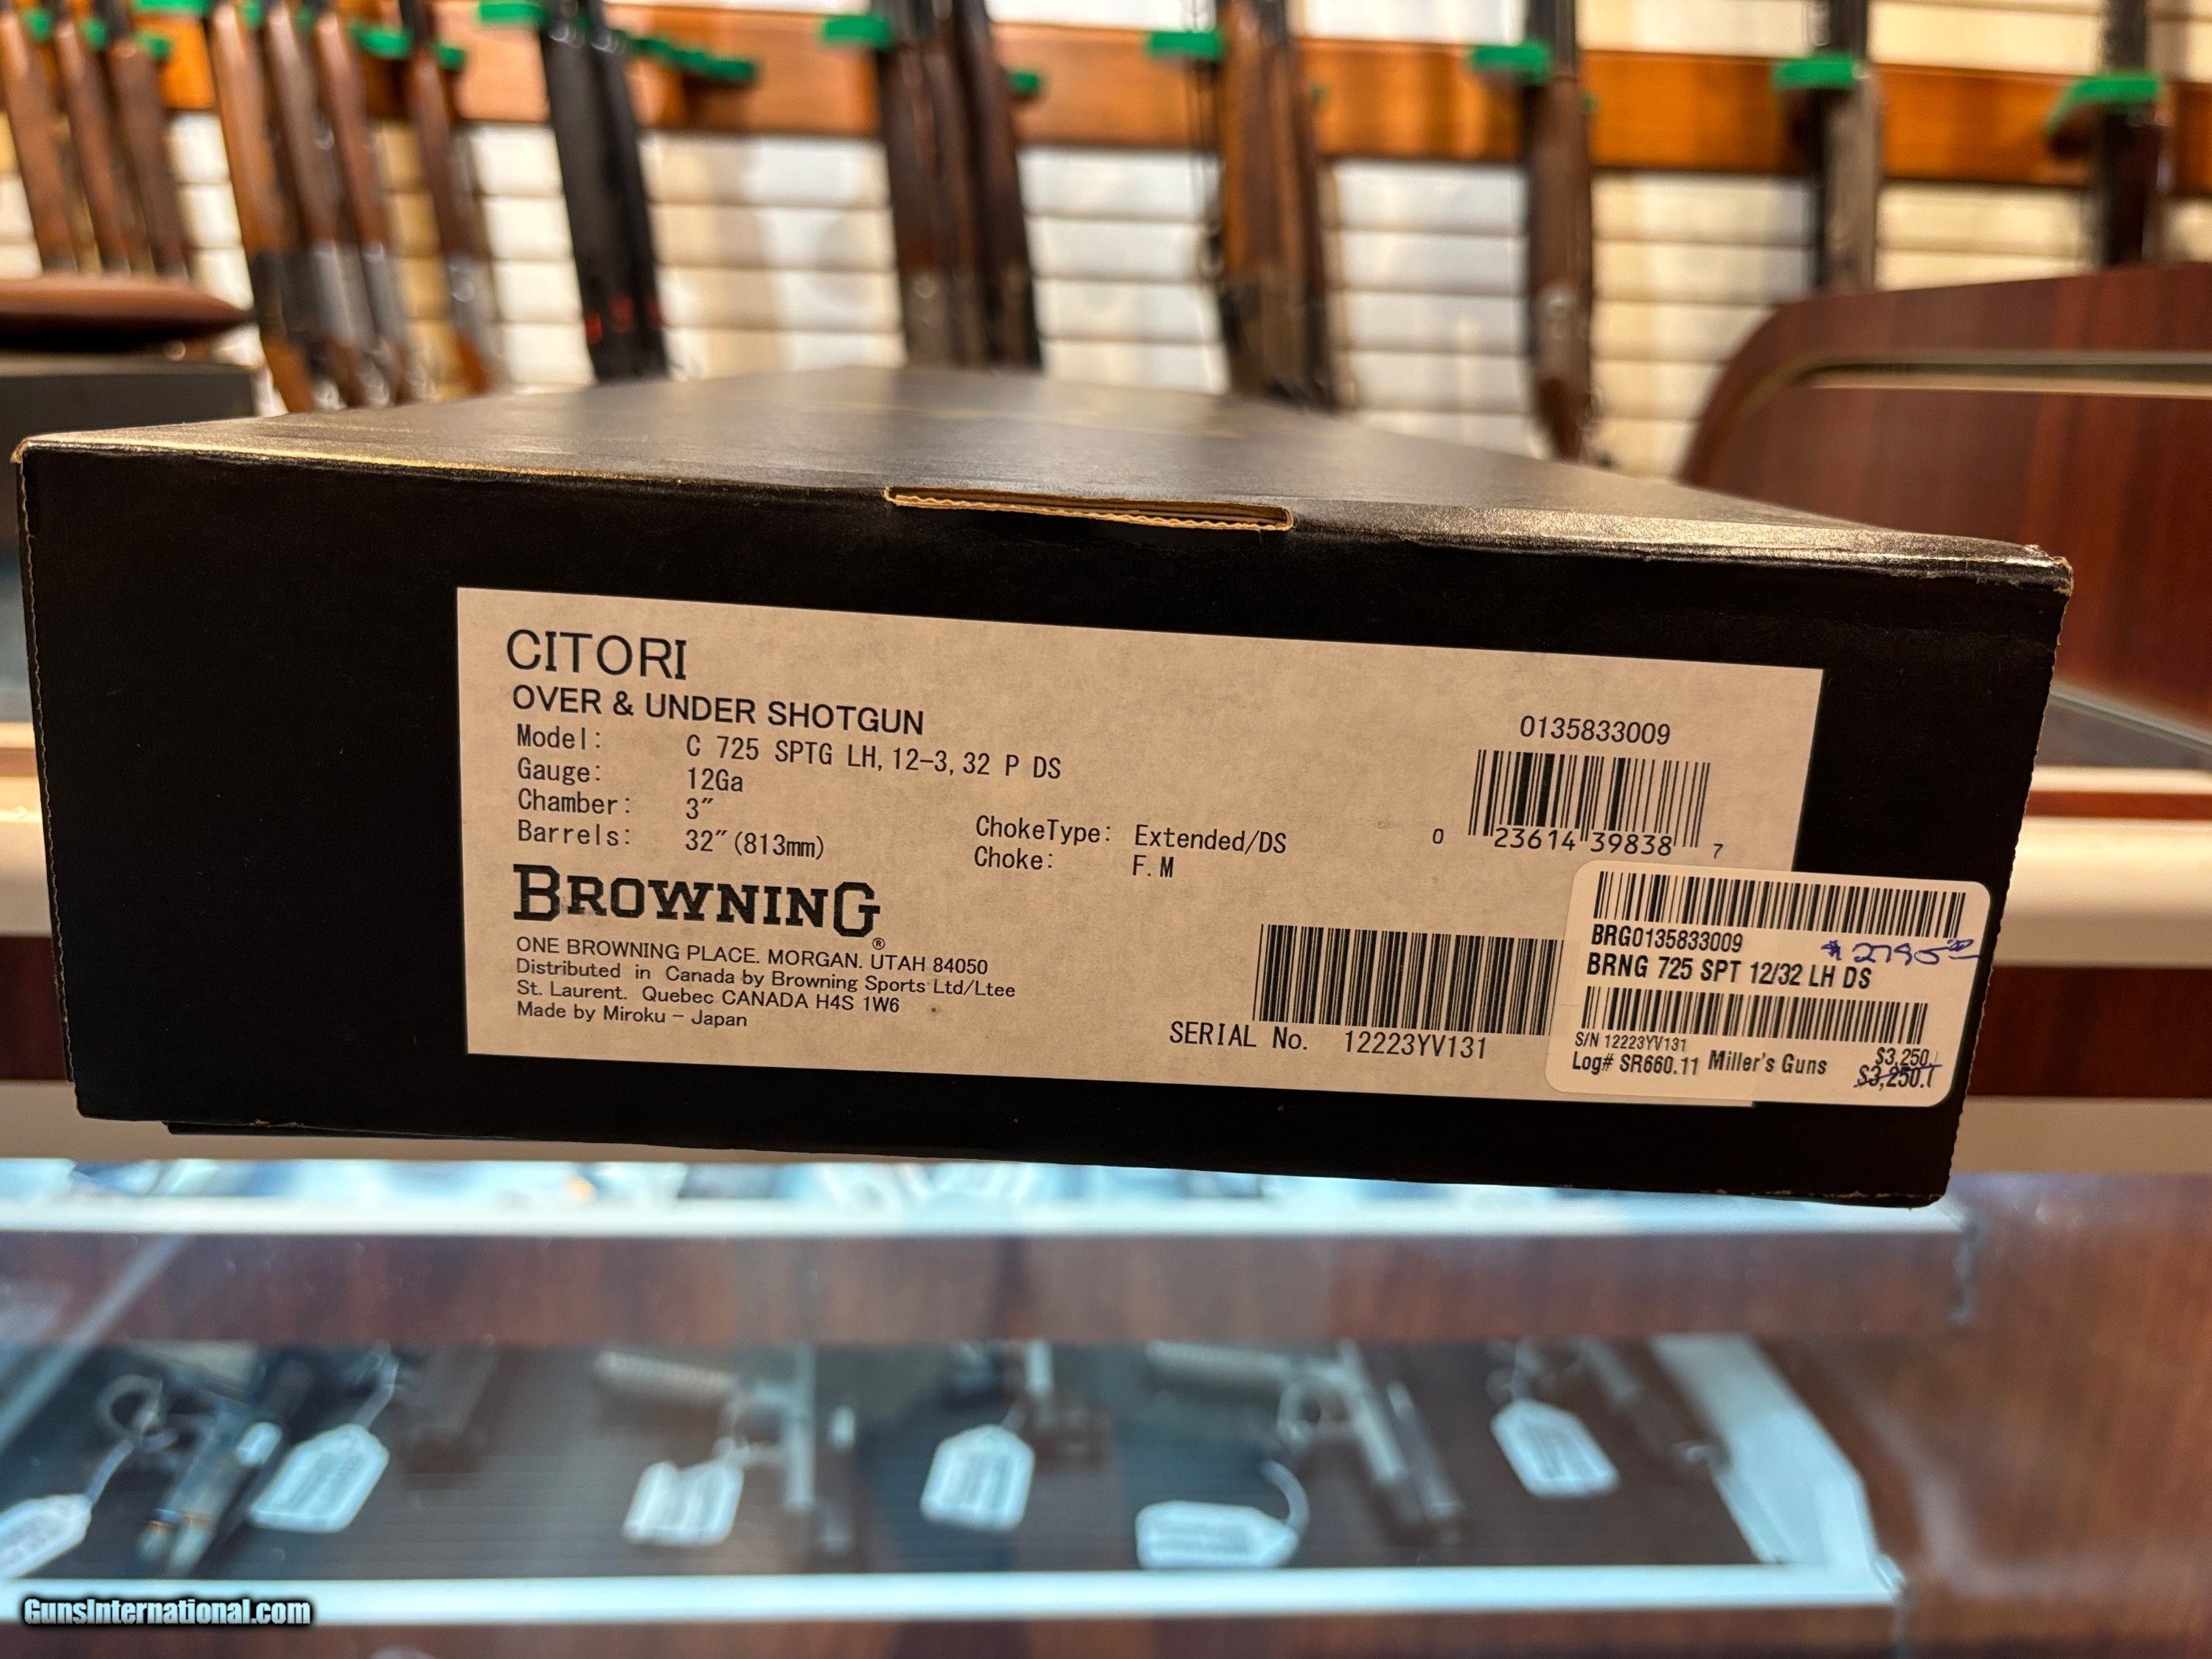 CITORI
OVER & UNDER SHOTGUN
Model: C 725 SPTG LH, 12-3, 32 P DS
Gauge: 12Ga
Chamber: 3"
Barrels: 32"(813mm)
ChokeType: Extended/DS
Choke: F.M
BROWNING®
ONE BROWNING PLACE. MORGAN. UTAH 84050
Distributed in Canada by Browning Sports Ltd/Ltee
St. Laurent. Quebec CANADA H4S 1W6
Made by Miroku - Japan
0135833009
0 23614 39838 7
SERIAL No. 12223YV131
BRG0135833009
$2795.00
BRNG 725 SPT 12/32 LH DS
S/N 12223YV131
Log# SR660.11 Miller's Guns
$3,250.
$3,250.
GunsInternational.com